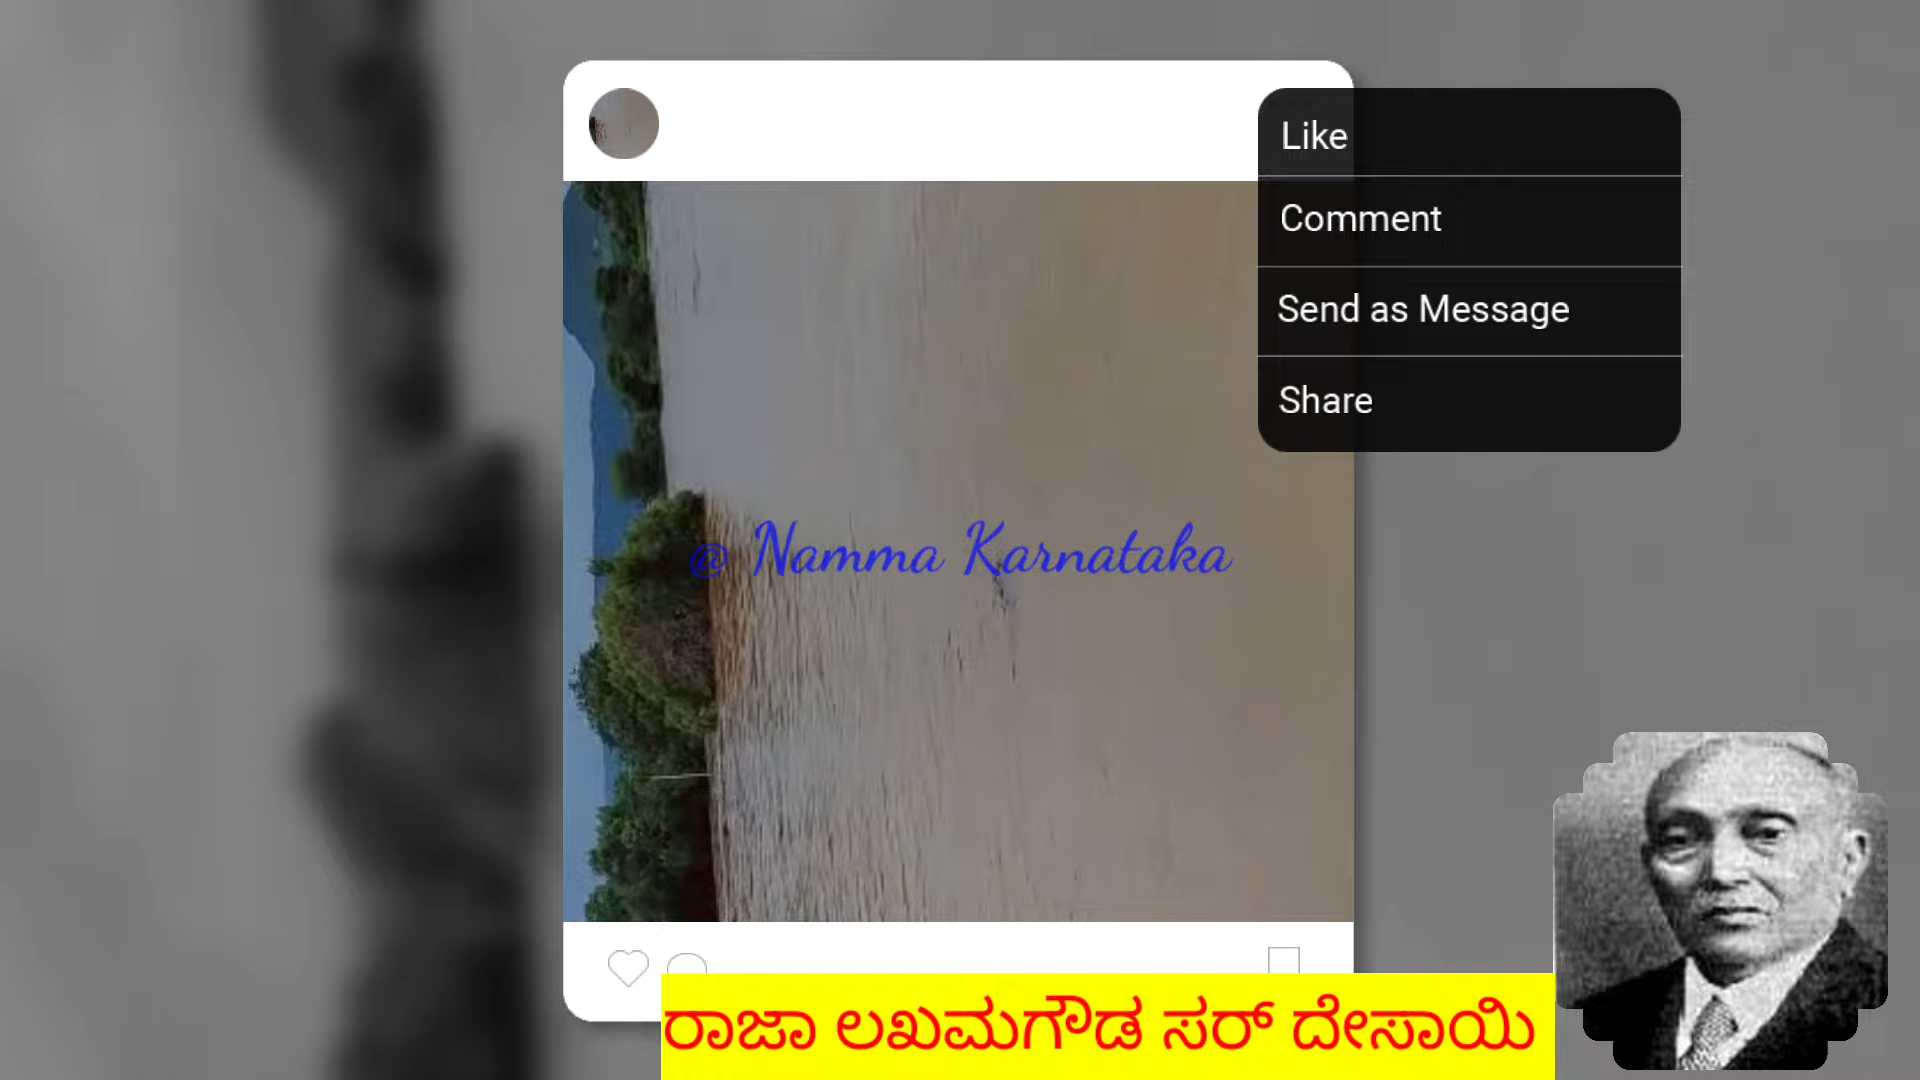 Like
Comment
Send as Message
Share
@ Namma Karnataka
ರಾಜಾ ಲಖಮಗೌಡ ಸರ್ ದೇಸಾಯಿ